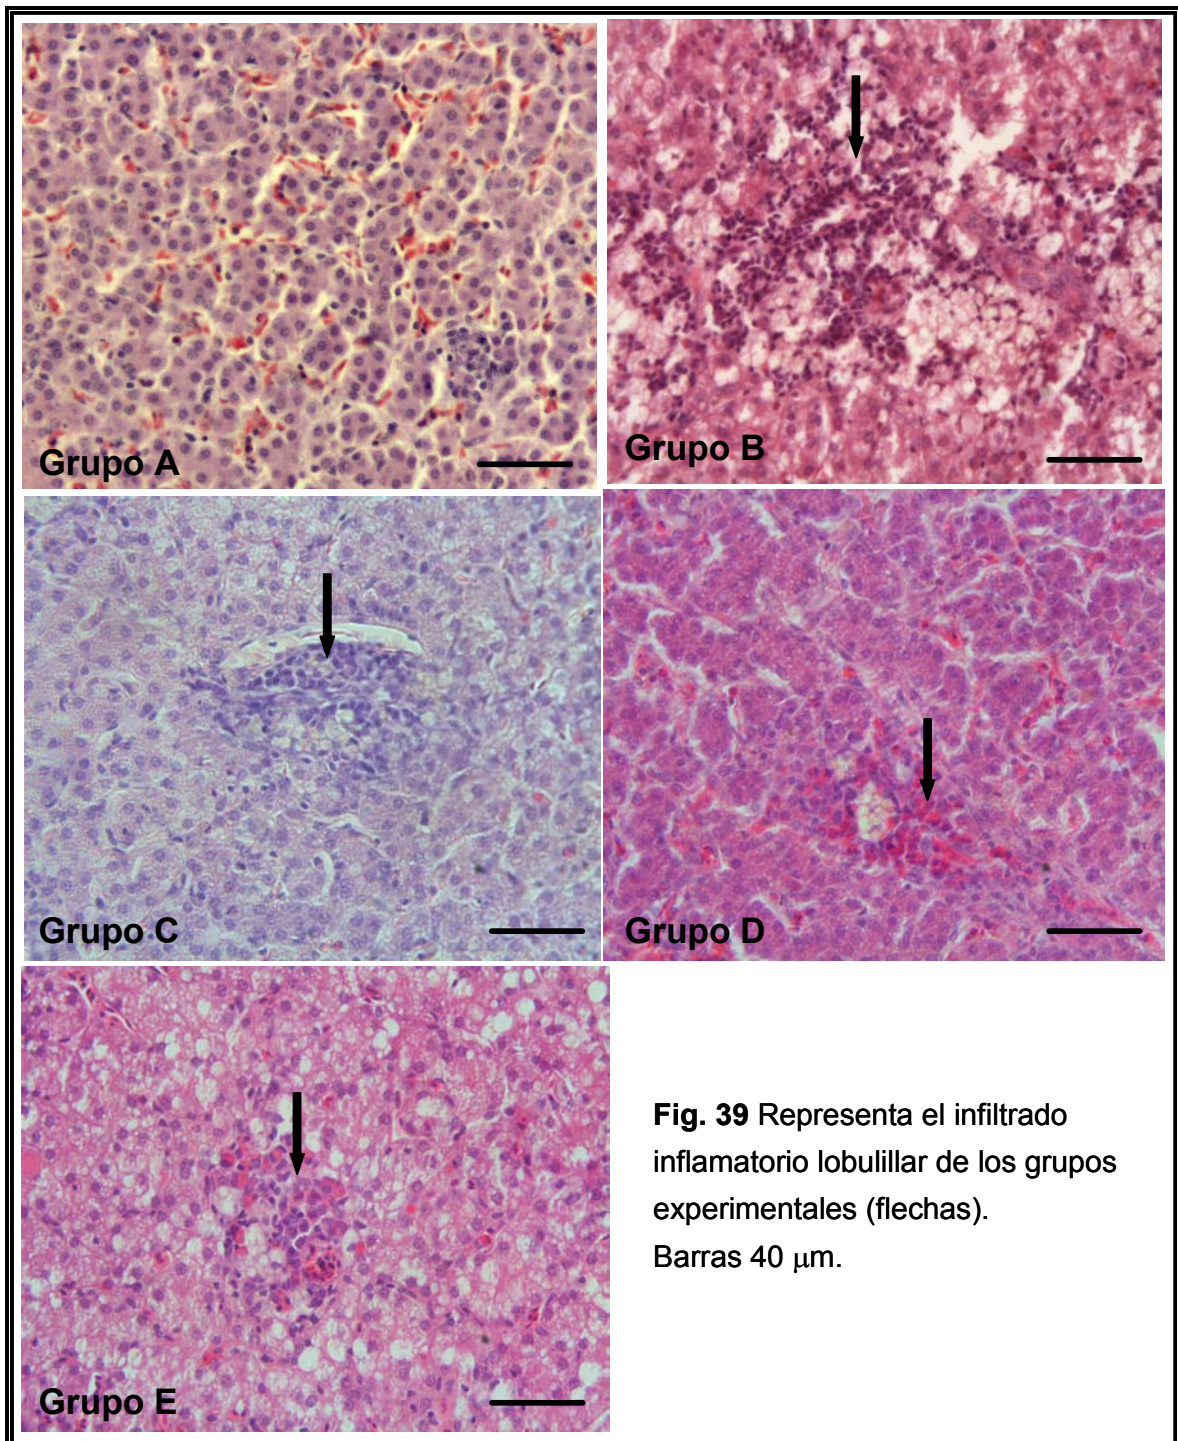 Grupo A
Grupo B
Grupo C
Grupo D
Grupo E
Fig. 39 Representa el infiltrado
inflamatorio lobulillar de los grupos
experimentales (flechas).
Barras 40 μm.